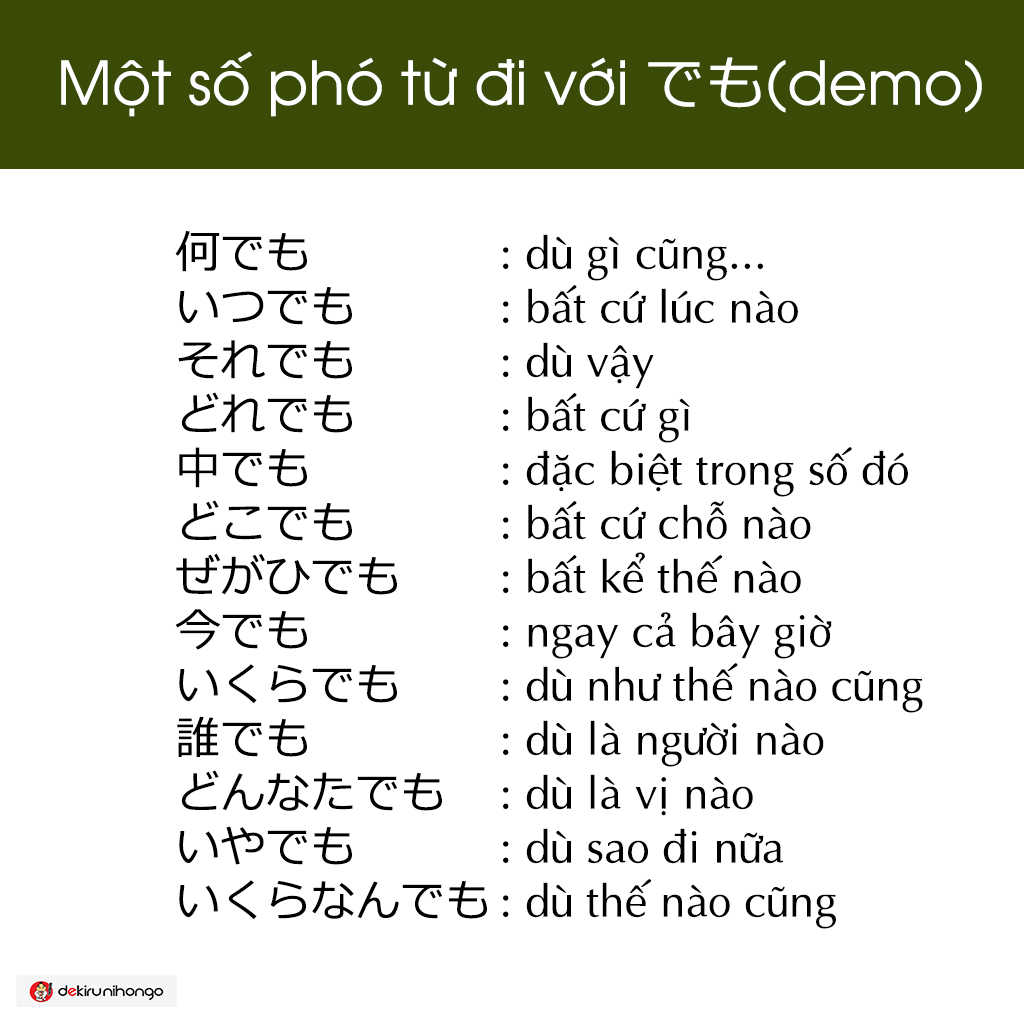 Một số phó từ đi với でも(demo)
何でも : dù gì cũng...
いつでも : bất cứ lúc nào
それでも : dù vậy
どれでも : bất cứ gì
中でも : đặc biệt trong số đó
どこでも : bất cứ chỗ nào
ぜがひでも : bất kể thế nào
今でも : ngay cả bây giờ
いくらでも : dù như thế nào cũng
誰でも : dù là người nào
どんなたでも : dù là vị nào
いやでも : dù sao đi nữa
いくらなんでも : dù thế nào cũng
dekirunihongo